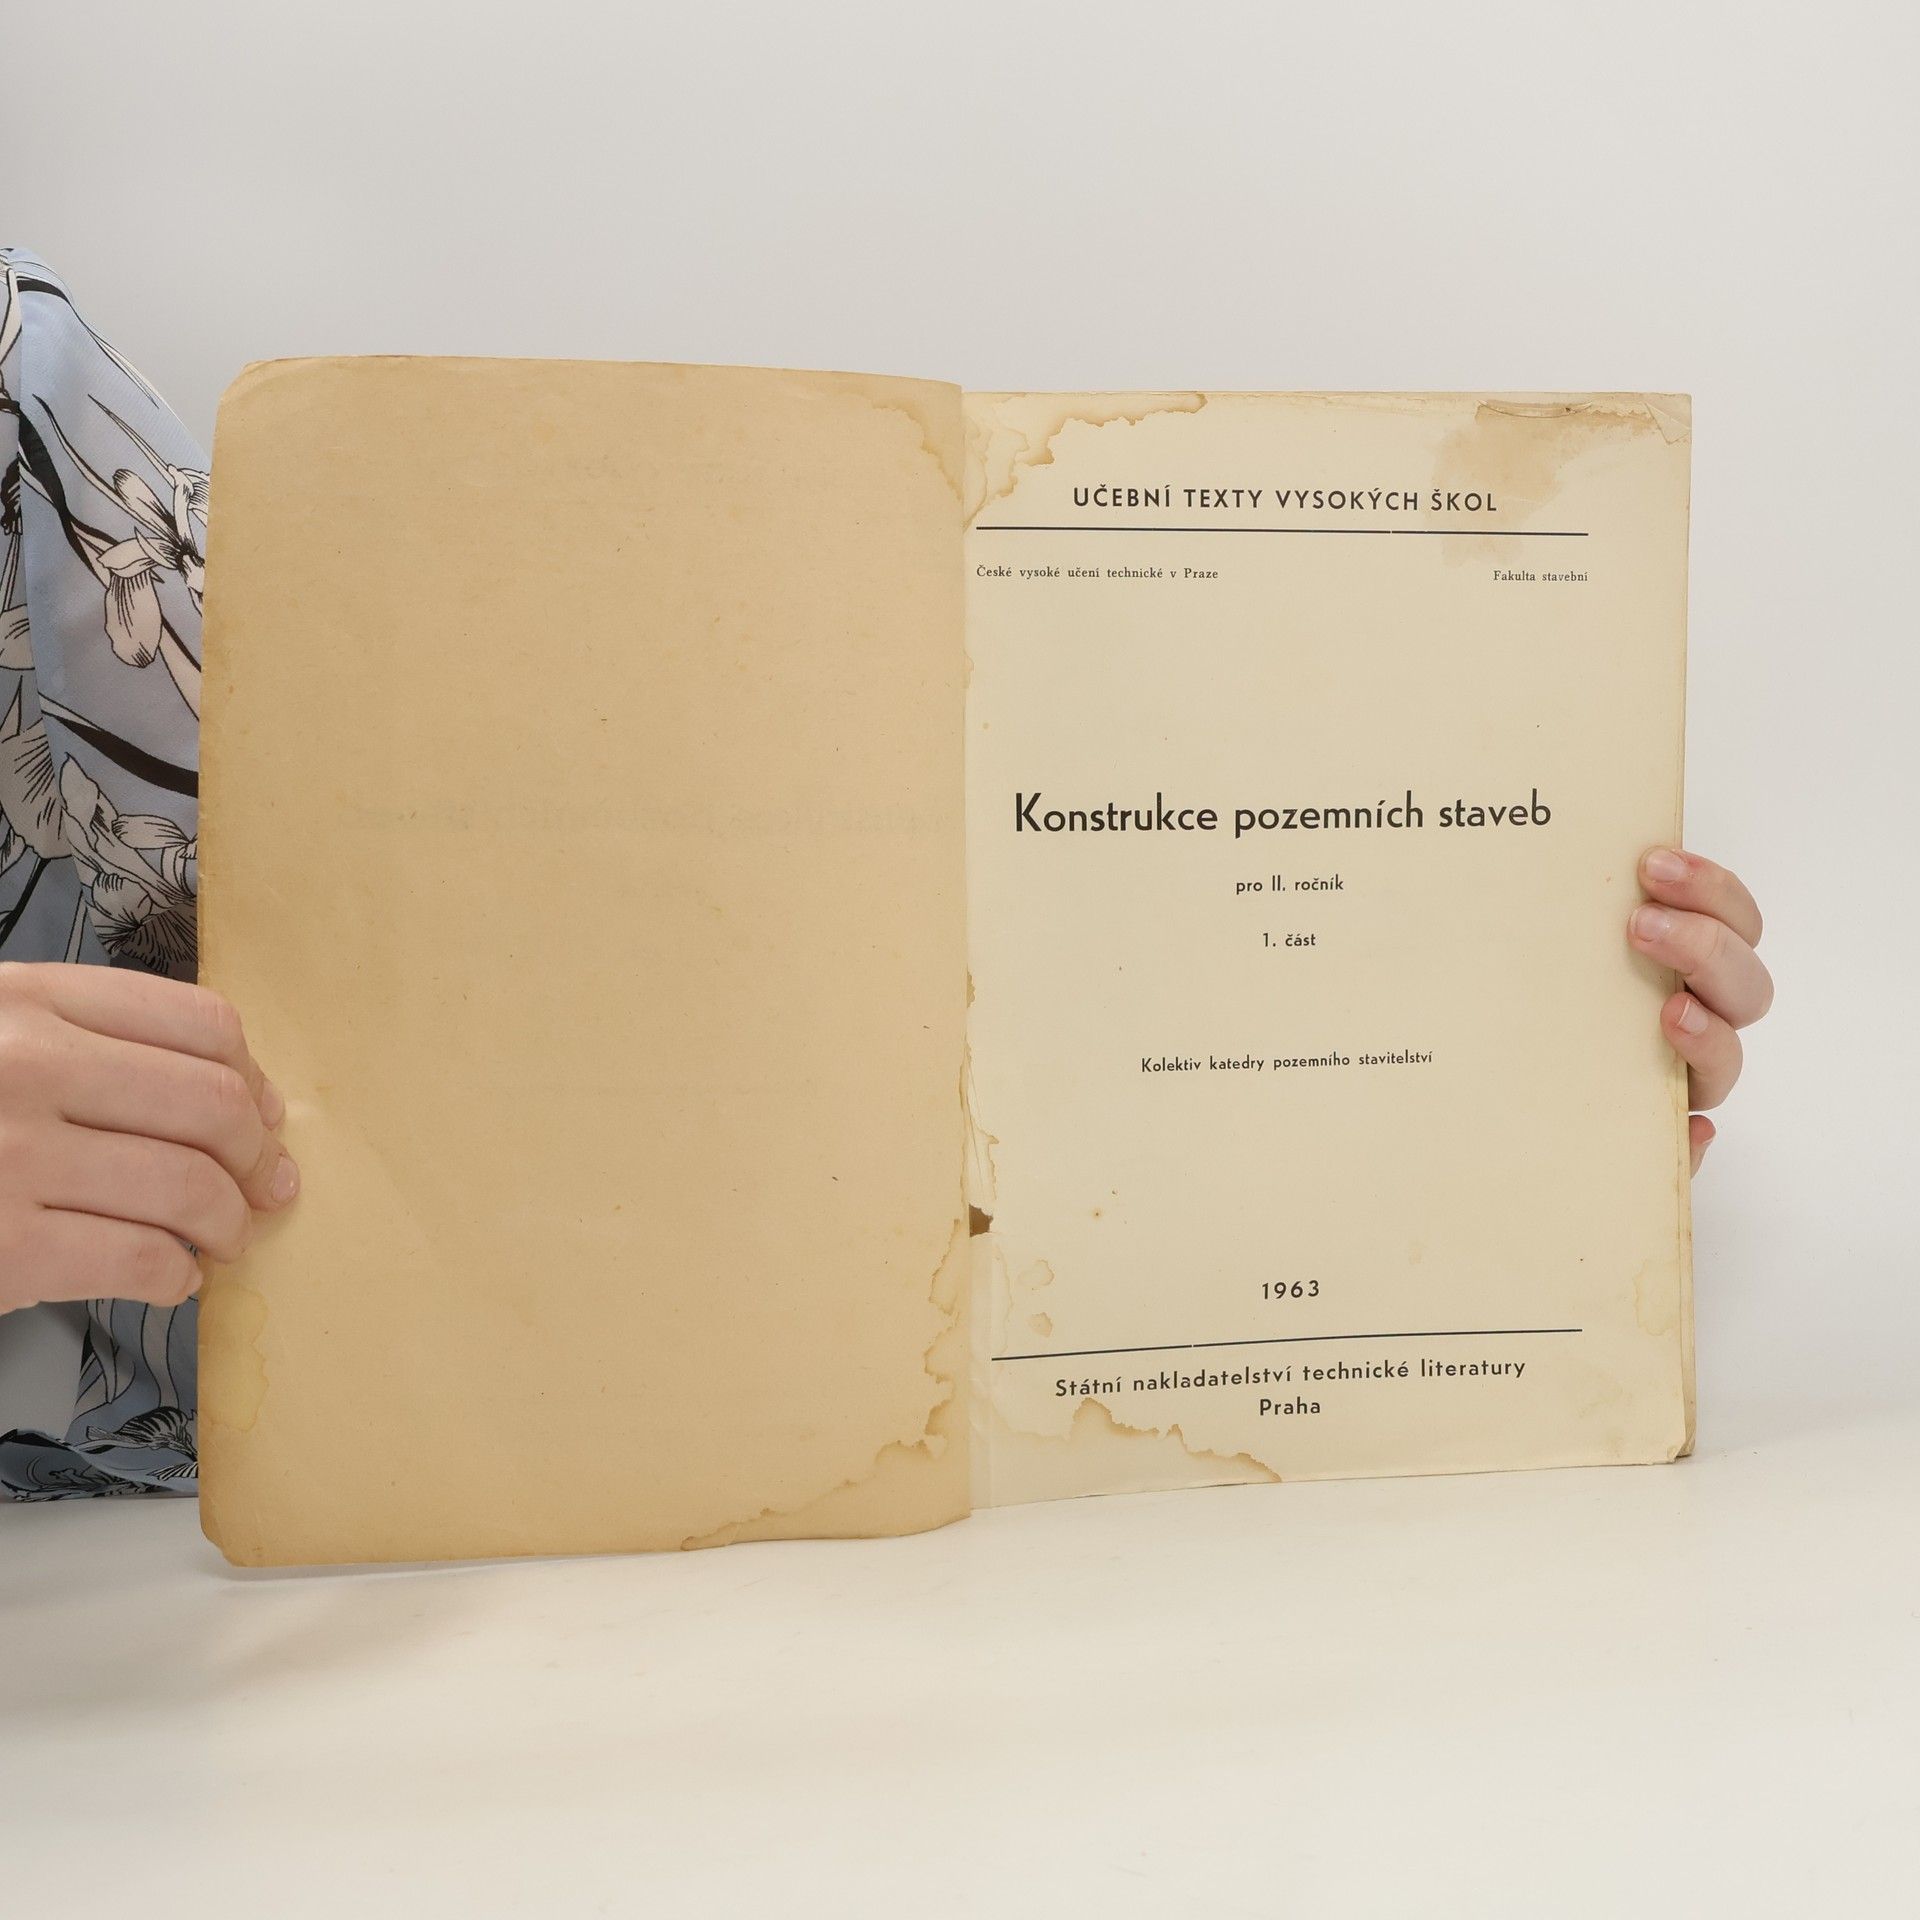 UČEBNÍ TEXTY VYSOKÝCH ŠKOL
České vysoké učení technické v Praze Fakulta stavební
Konstrukce pozemních staveb
pro II. ročník
1. část
Kolektiv katedry pozemního stavitelství
1963
Státní nakladatelství technické literatury
Praha